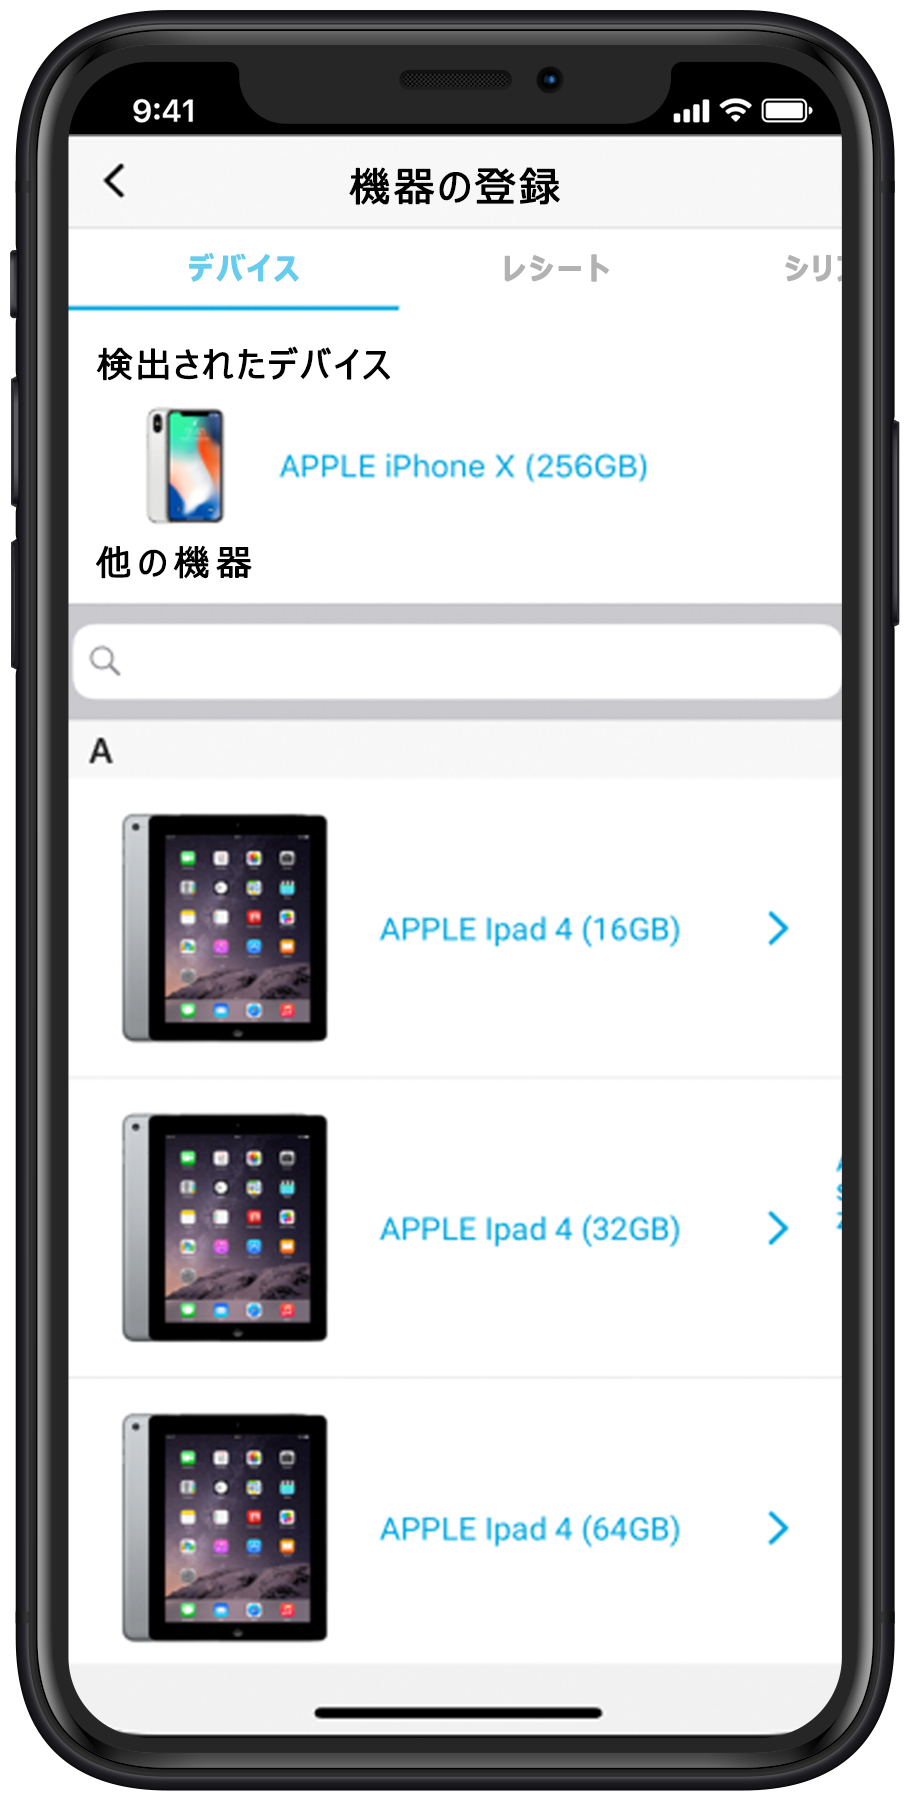 9:41
機器の登録
デバイス レシート シリ
検出されたデバイス
APPLE iPhone X (256GB)
他の機器
A
APPLE Ipad 4 (16GB)
APPLE Ipad 4 (32GB)
APPLE Ipad 4 (64GB)